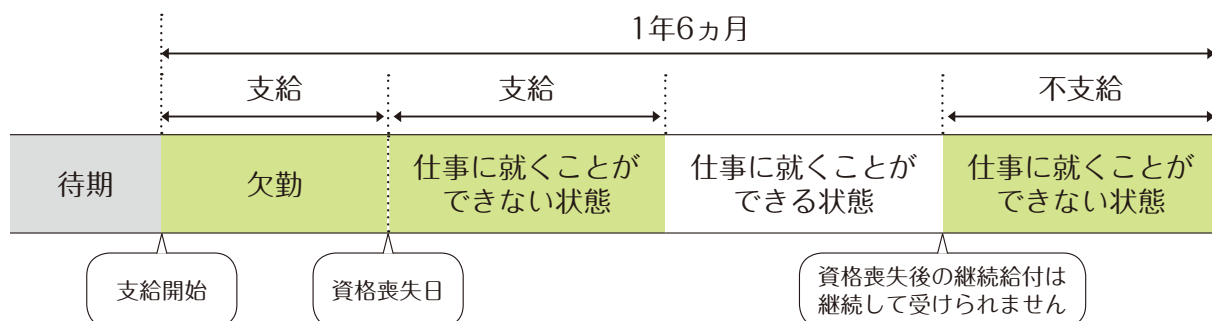 1年6ヵ月
支給
支給
不支給
待期
欠勤
仕事に就くことが
できない状態
仕事に就くことが
できる状態
仕事に就くことが
できない状態
支給開始
資格喪失日
資格喪失後の継続給付は
継続して受けられません